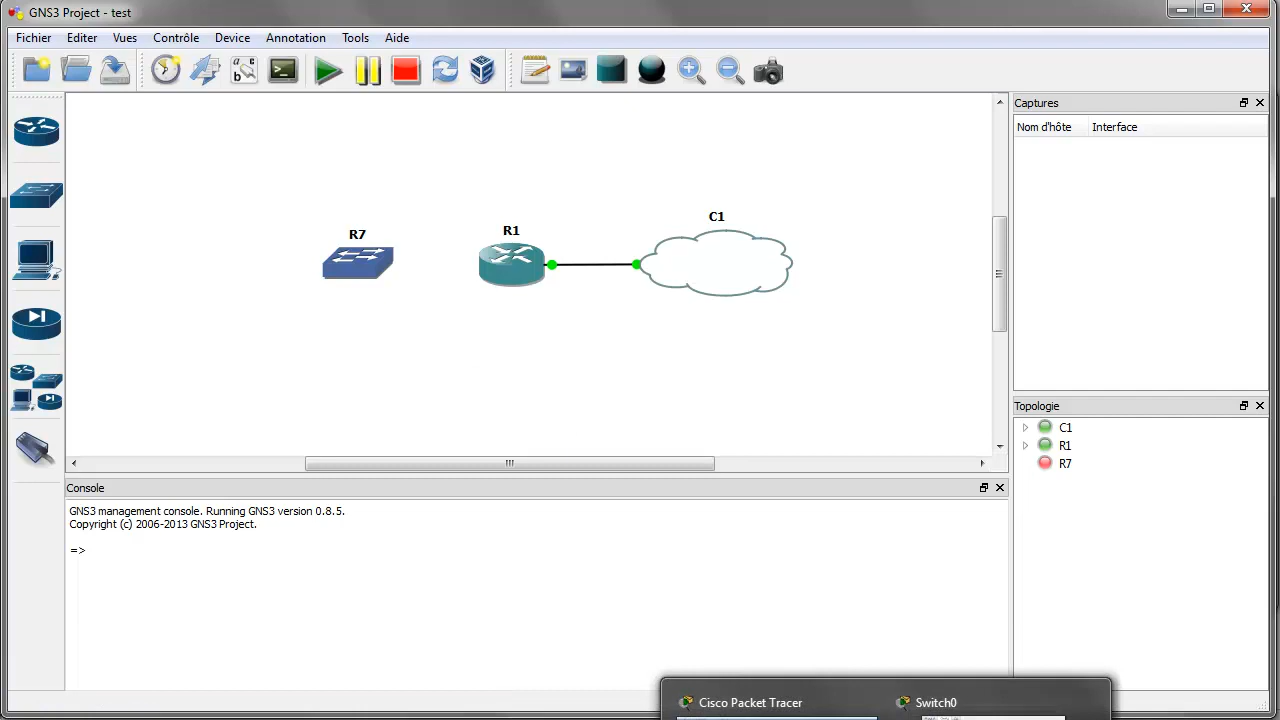 GNS3 Project - test
Fichier Editer Vues Contrôle Device Annotation Tools Aide
Captures
Nom d'hôte Interface
C1
R7
R1
Topologie
C1
R1
R7
Console
GNS3 management console. Running GNS3 version 0.8.5.
Copyright (c) 2006-2013 GNS3 Project.
=>
Cisco Packet Tracer
Switch0